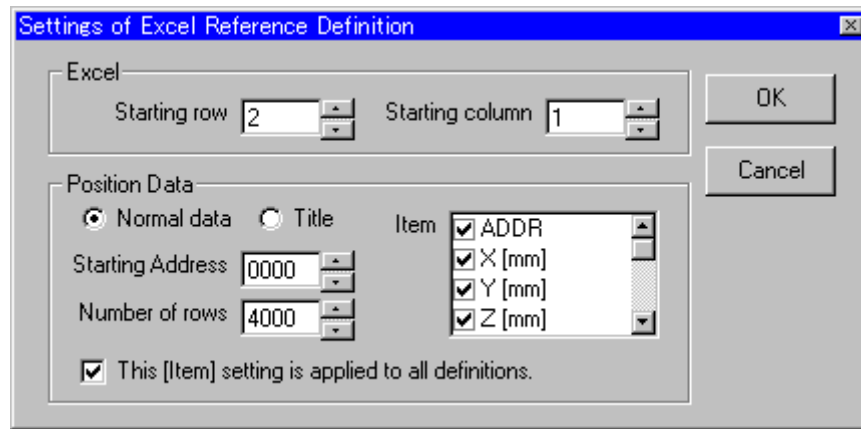 Settings of Excel Reference Definition
Excel
Starting row 2 Starting column 1
OK
Cancel
Position Data
Normal data Title
Item ADDR
X [mm]
Y [mm]
Z [mm]
Starting Address 0000
Number of rows 4000
This [Item] setting is applied to all definitions.